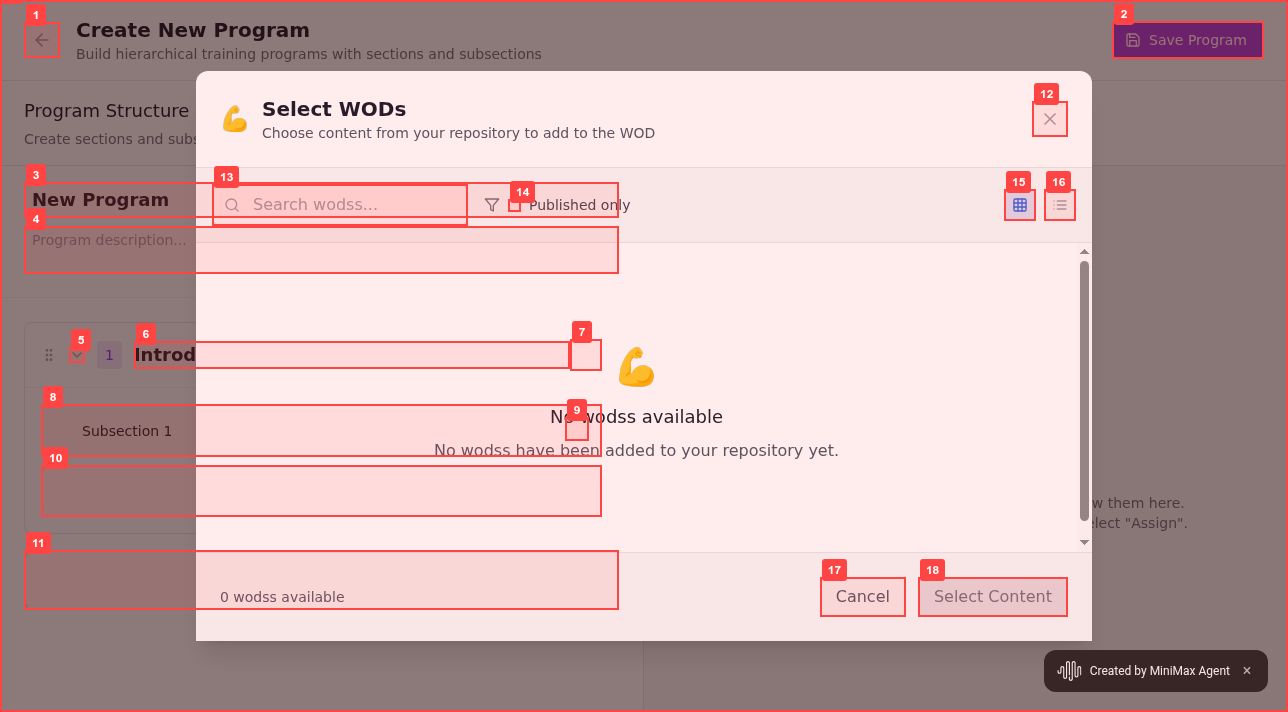 1
2
Create New Program
Build hierarchical training programs with sections and subsections
Save Program
Program Structure
Create sections and subs
Select WODs
Choose content from your repository to add to the WOD
12
3
New Program
13
Search wodss...
14
Published only
15
16
4
Program description...
5
6
1
Introd
7
8
Subsection 1
9
No wodss available
No wodss have been added to your repository yet.
10
w them here.
elect "Assign".
11
0 wodss available
17
Cancel
18
Select Content
Created by MiniMax Agent